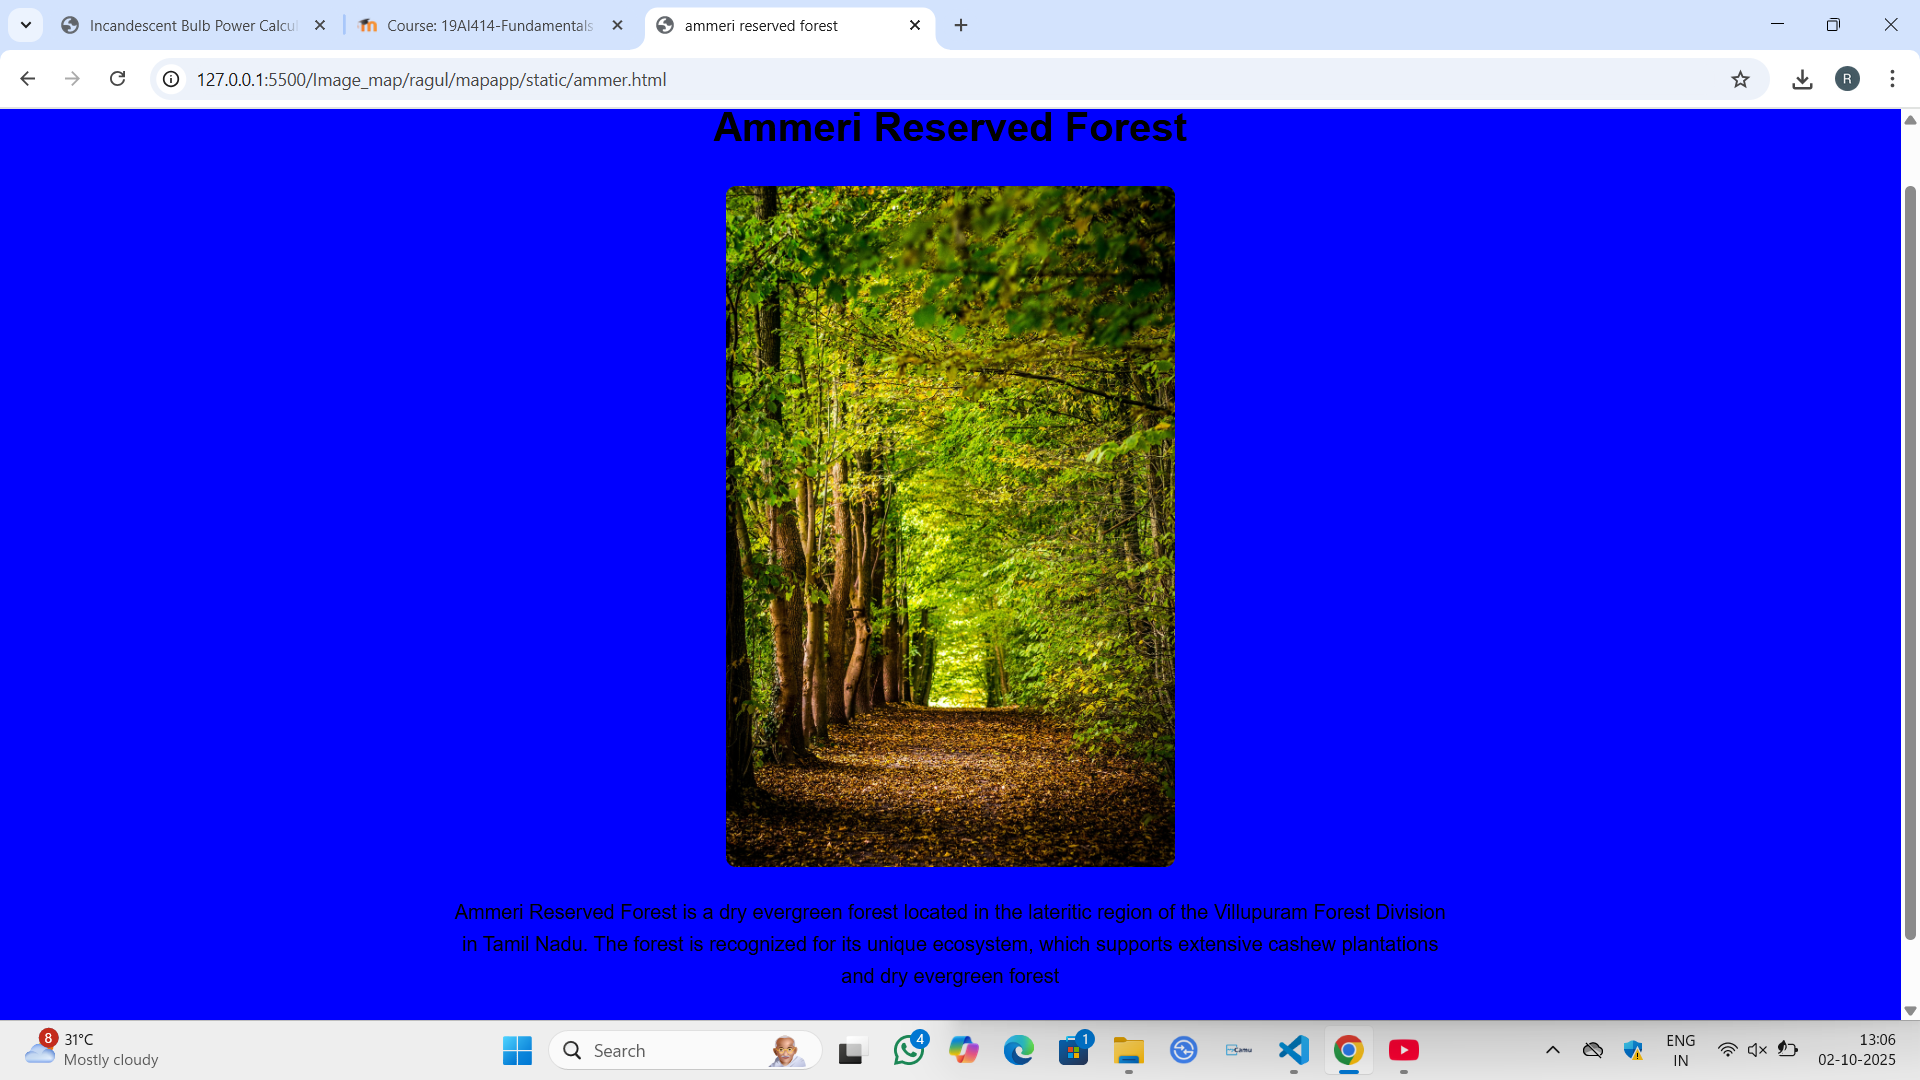 Incandescent Bulb Power Calcul
Course: 19AI414-Fundamentals
ammeri reserved forest
127.0.0.1:5500/Image_map/ragul/mapapp/static/ammer.html
R
Ammeri Reserved Forest
Ammeri Reserved Forest is a dry evergreen forest located in the lateritic region of the Villupuram Forest Division
in Tamil Nadu. The forest is recognized for its unique ecosystem, which supports extensive cashew plantations
and dry evergreen forest
8
31°C
Mostly cloudy
Search
4
1
Camu
ENG
IN
13:06
02-10-2025